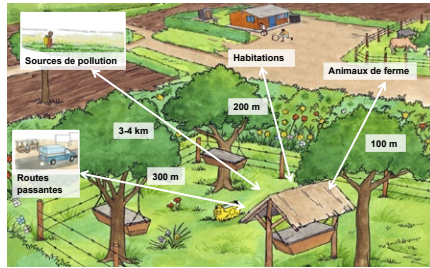 Sources de pollution
Habitations
Animaux de ferme
200 m
3-4 km
100 m
300 m
Routes
passantes